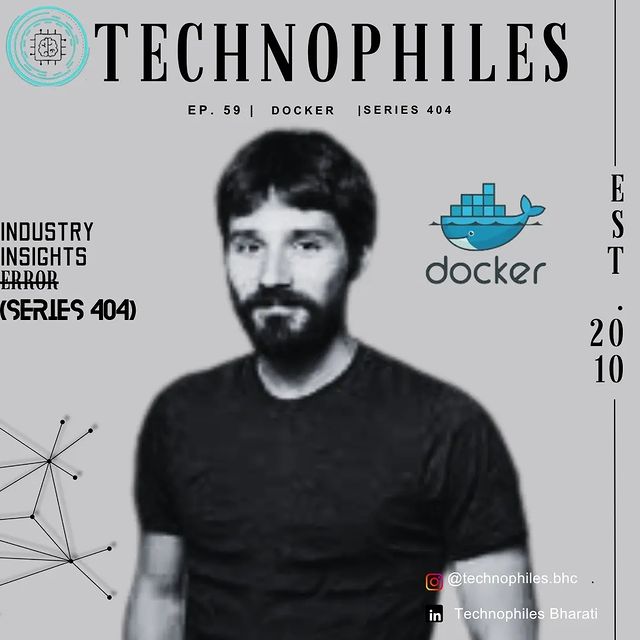 TECHNOPHILES
EP. 59 | DOCKER |SERIES 404
docker
INDUSTRY
INSIGHTS
ERROR
(SERIES 404)
EST.
20
10
@technophiles.bhc .
in Technophiles Bharati